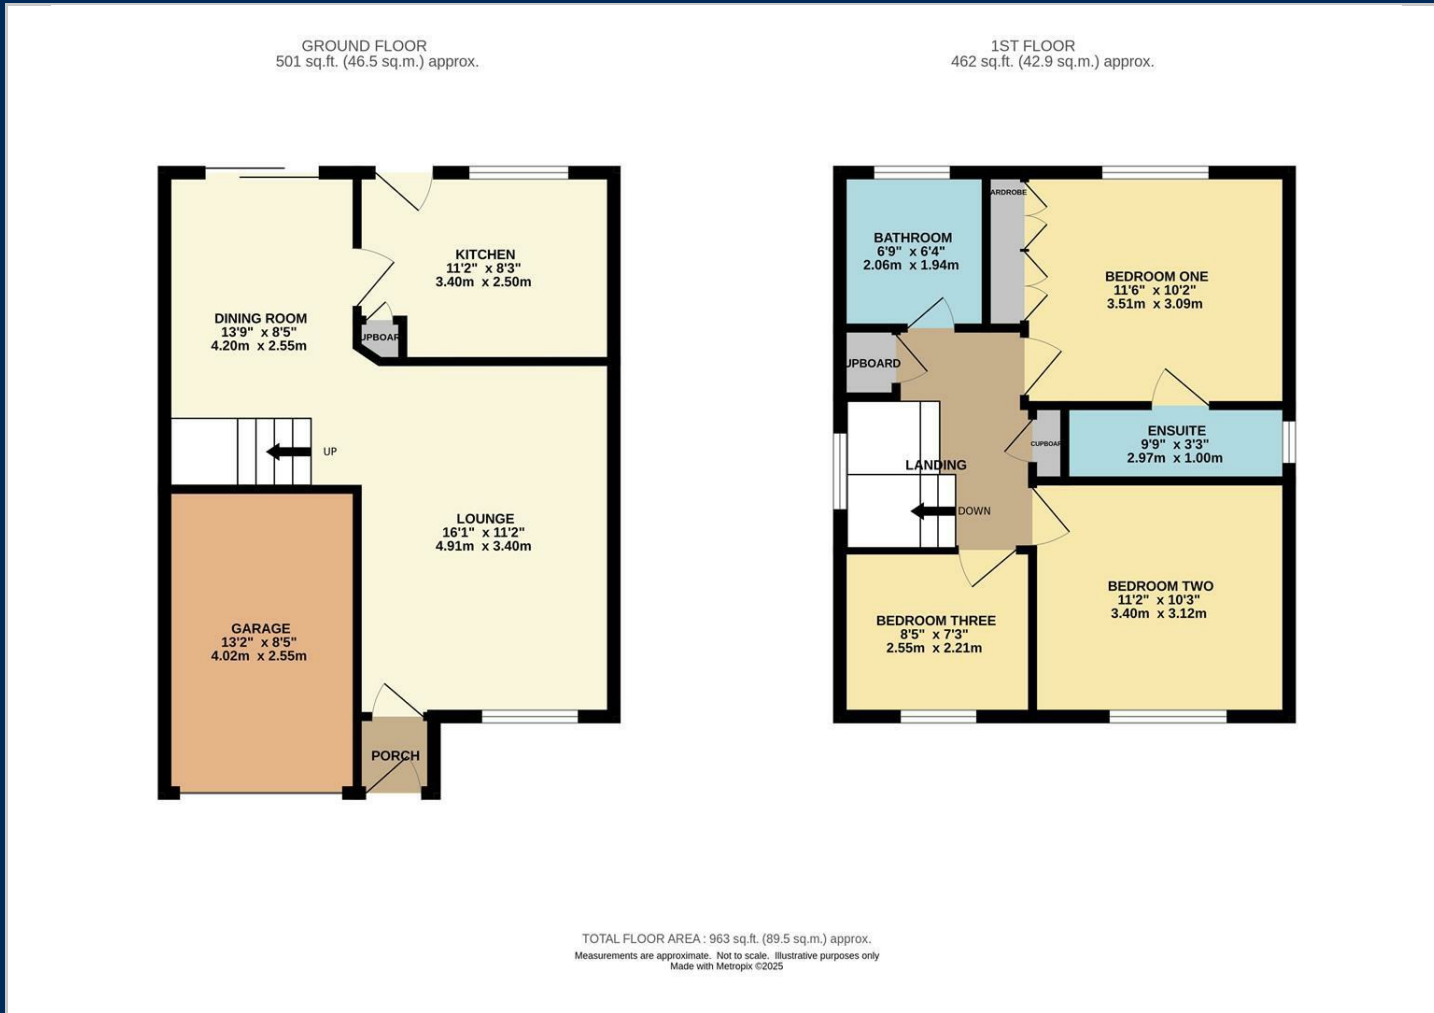 GROUND FLOOR
501 sq.ft. (46.5 sq.m.) approx.
KITCHEN
11'2" x 8'3"
3.40m x 2.50m
DINING ROOM
13'9" x 8'5"
4.20m x 2.55m
UPBOAR
UP
LOUNGE
16'1" x 11'2"
4.91m x 3.40m
GARAGE
13'2" x 8'5"
4.02m x 2.55m
PORCH
1ST FLOOR
462 sq.ft. (42.9 sq.m.) approx.
ARDROBE
BATHROOM
6'9" x 6'4"
2.06m x 1.94m
BEDROOM ONE
11'6" x 10'2"
3.51m x 3.09m
UPBOARD
CUPBOAR
ENSUITE
9'9" x 3'3"
2.97m x 1.00m
LANDING
DOWN
BEDROOM TWO
11'2" x 10'3"
3.40m x 3.12m
BEDROOM THREE
8'5" x 7'3"
2.55m x 2.21m
TOTAL FLOOR AREA : 963 sq.ft. (89.5 sq.m.) approx.
Measurements are approximate. Not to scale. Illustrative purposes only
Made with Metropix ©2025